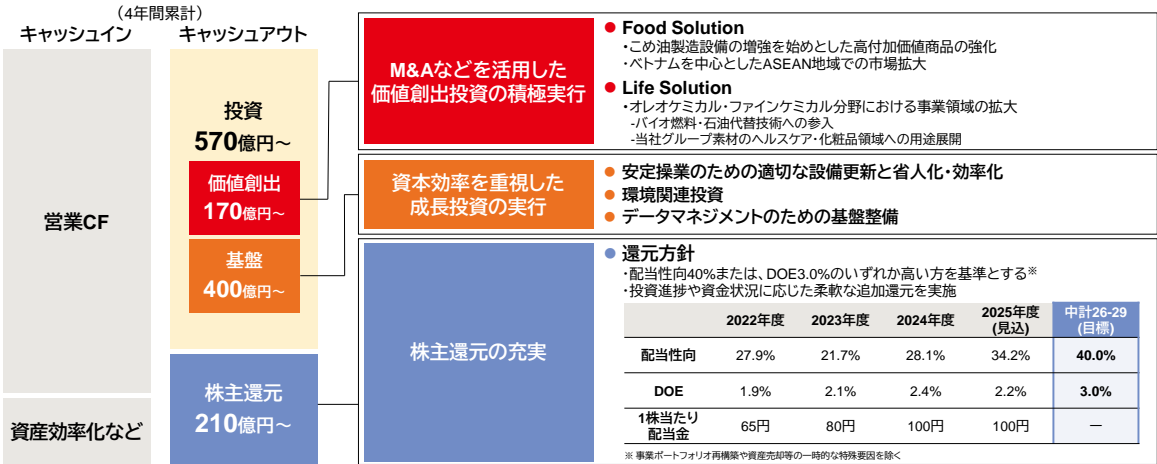 （4年間累計）
キャッシュイン
キャッシュアウト
営業CF
資産効率化など
投資
570億円～
価値創出
170億円～
基盤
400億円～
株主還元
210億円～
M&Aなどを活用した
価値創出投資の積極実行
● Food Solution
・こめ油製造設備の増強を始めとした高付加価値商品の強化
・ベトナムを中心としたASEAN地域での市場拡大
● Life Solution
・オレオケミカル・ファインケミカル分野における事業領域の拡大
-バイオ燃料・石油代替技術への参入
-当社グループ素材のヘルスケア・化粧品領域への用途展開
資本効率を重視した
成長投資の実行
● 安定操業のための適切な設備更新と省人化・効率化
● 環境関連投資
● データマネジメントのための基盤整備
株主還元の充実
● 還元方針
・配当性向40%または、DOE3.0%のいずれか高い方を基準とする※
・投資進捗や資金状況に応じた柔軟な追加還元を実施
2022年度 2023年度 2024年度 2025年度(見込) 中計26-29(目標)
配当性向 27.9% 21.7% 28.1% 34.2% 40.0%
DOE 1.9% 2.1% 2.4% 2.2% 3.0%
1株当たり配当金 65円 80円 100円 100円 －
※ 事業ポートフォリオ再構築や資産売却等の一時的な特殊要因を除く